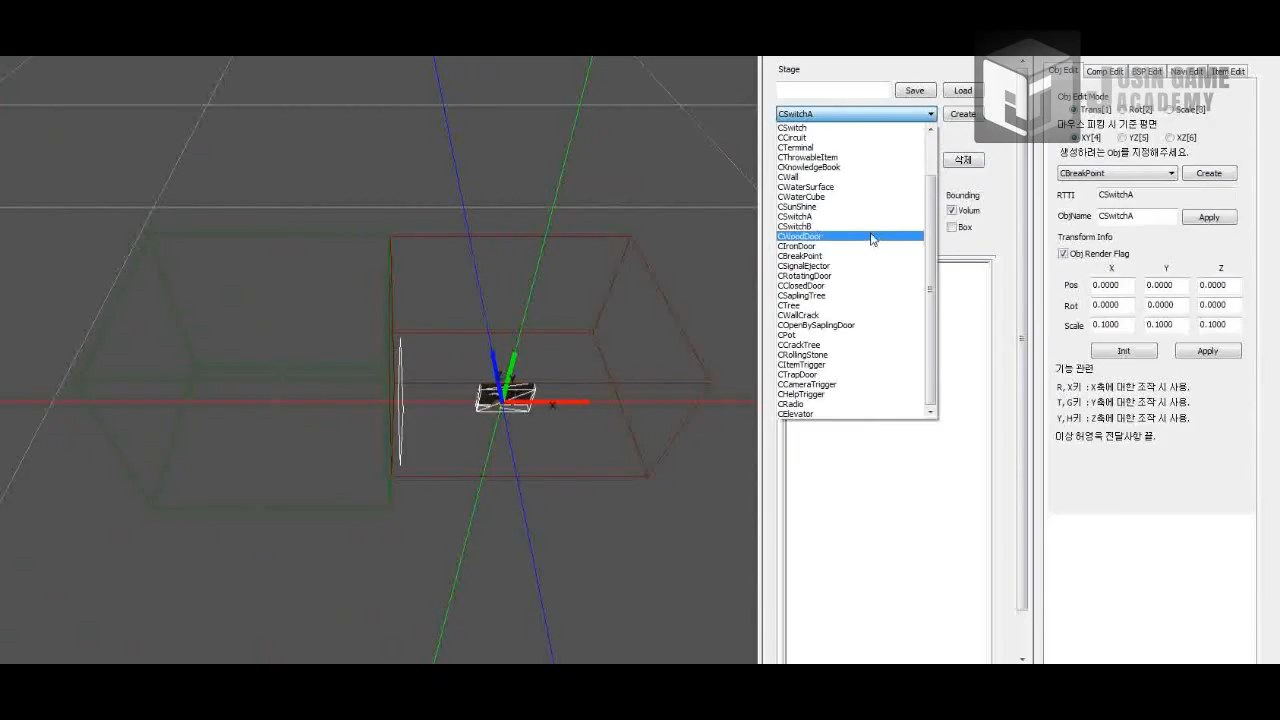 Stage
Save
Load
CSwitchA
Create
CSwitch
CCircuit
CTerminal
CThrowableItem
CKnowledgeBook
CWall
CWaterSurface
CWaterCube
CSunShine
CSwitchA
CSwitchB
CWoodDoor
CIronDoor
CBreakPoint
CSignalEjector
CRotatingDoor
CClosedDoor
CSaplingTree
CTree
CWallCrack
COpenBySaplingDoor
CPot
CCrackTree
CRollingStone
CItemTrigger
CTrapDoor
CCameraTrigger
CHelpTrigger
CRadio
CElevator
삭제
Bounding
Volum
Box
Obj Edit
Comp Edit
BSP Edit
Navi Edit
Item Edit
GAME
ACADEMY
Obj Edit Mode
Trans[1]
Rot[2]
Scale[3]
마우스 피킹 시 기준 평면
XY[4]
YZ[5]
XZ[6]
생성하려는 Obj를 지정해주세요.
CBreakPoint
Create
RTTI
CSwitchA
ObjName
CSwitchA
Apply
Transform Info
Obj Render Flag
X Y Z
Pos 0.0000 0.0000 0.0000
Rot 0.0000 0.0000 0.0000
Scale 0.1000 0.1000 0.1000
Init
Apply
기능 관련
R, X키 : X축에 대한 조작 시 사용.
T, G키 : Y축에 대한 조작 시 사용.
Y, H키 : Z축에 대한 조작 시 사용.
이상 허영욱 전달사항 끝.